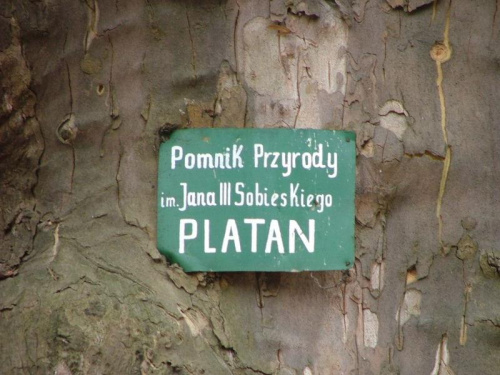 Pomnik Przyrody
im. Jana III Sobieskiego
PLATAN